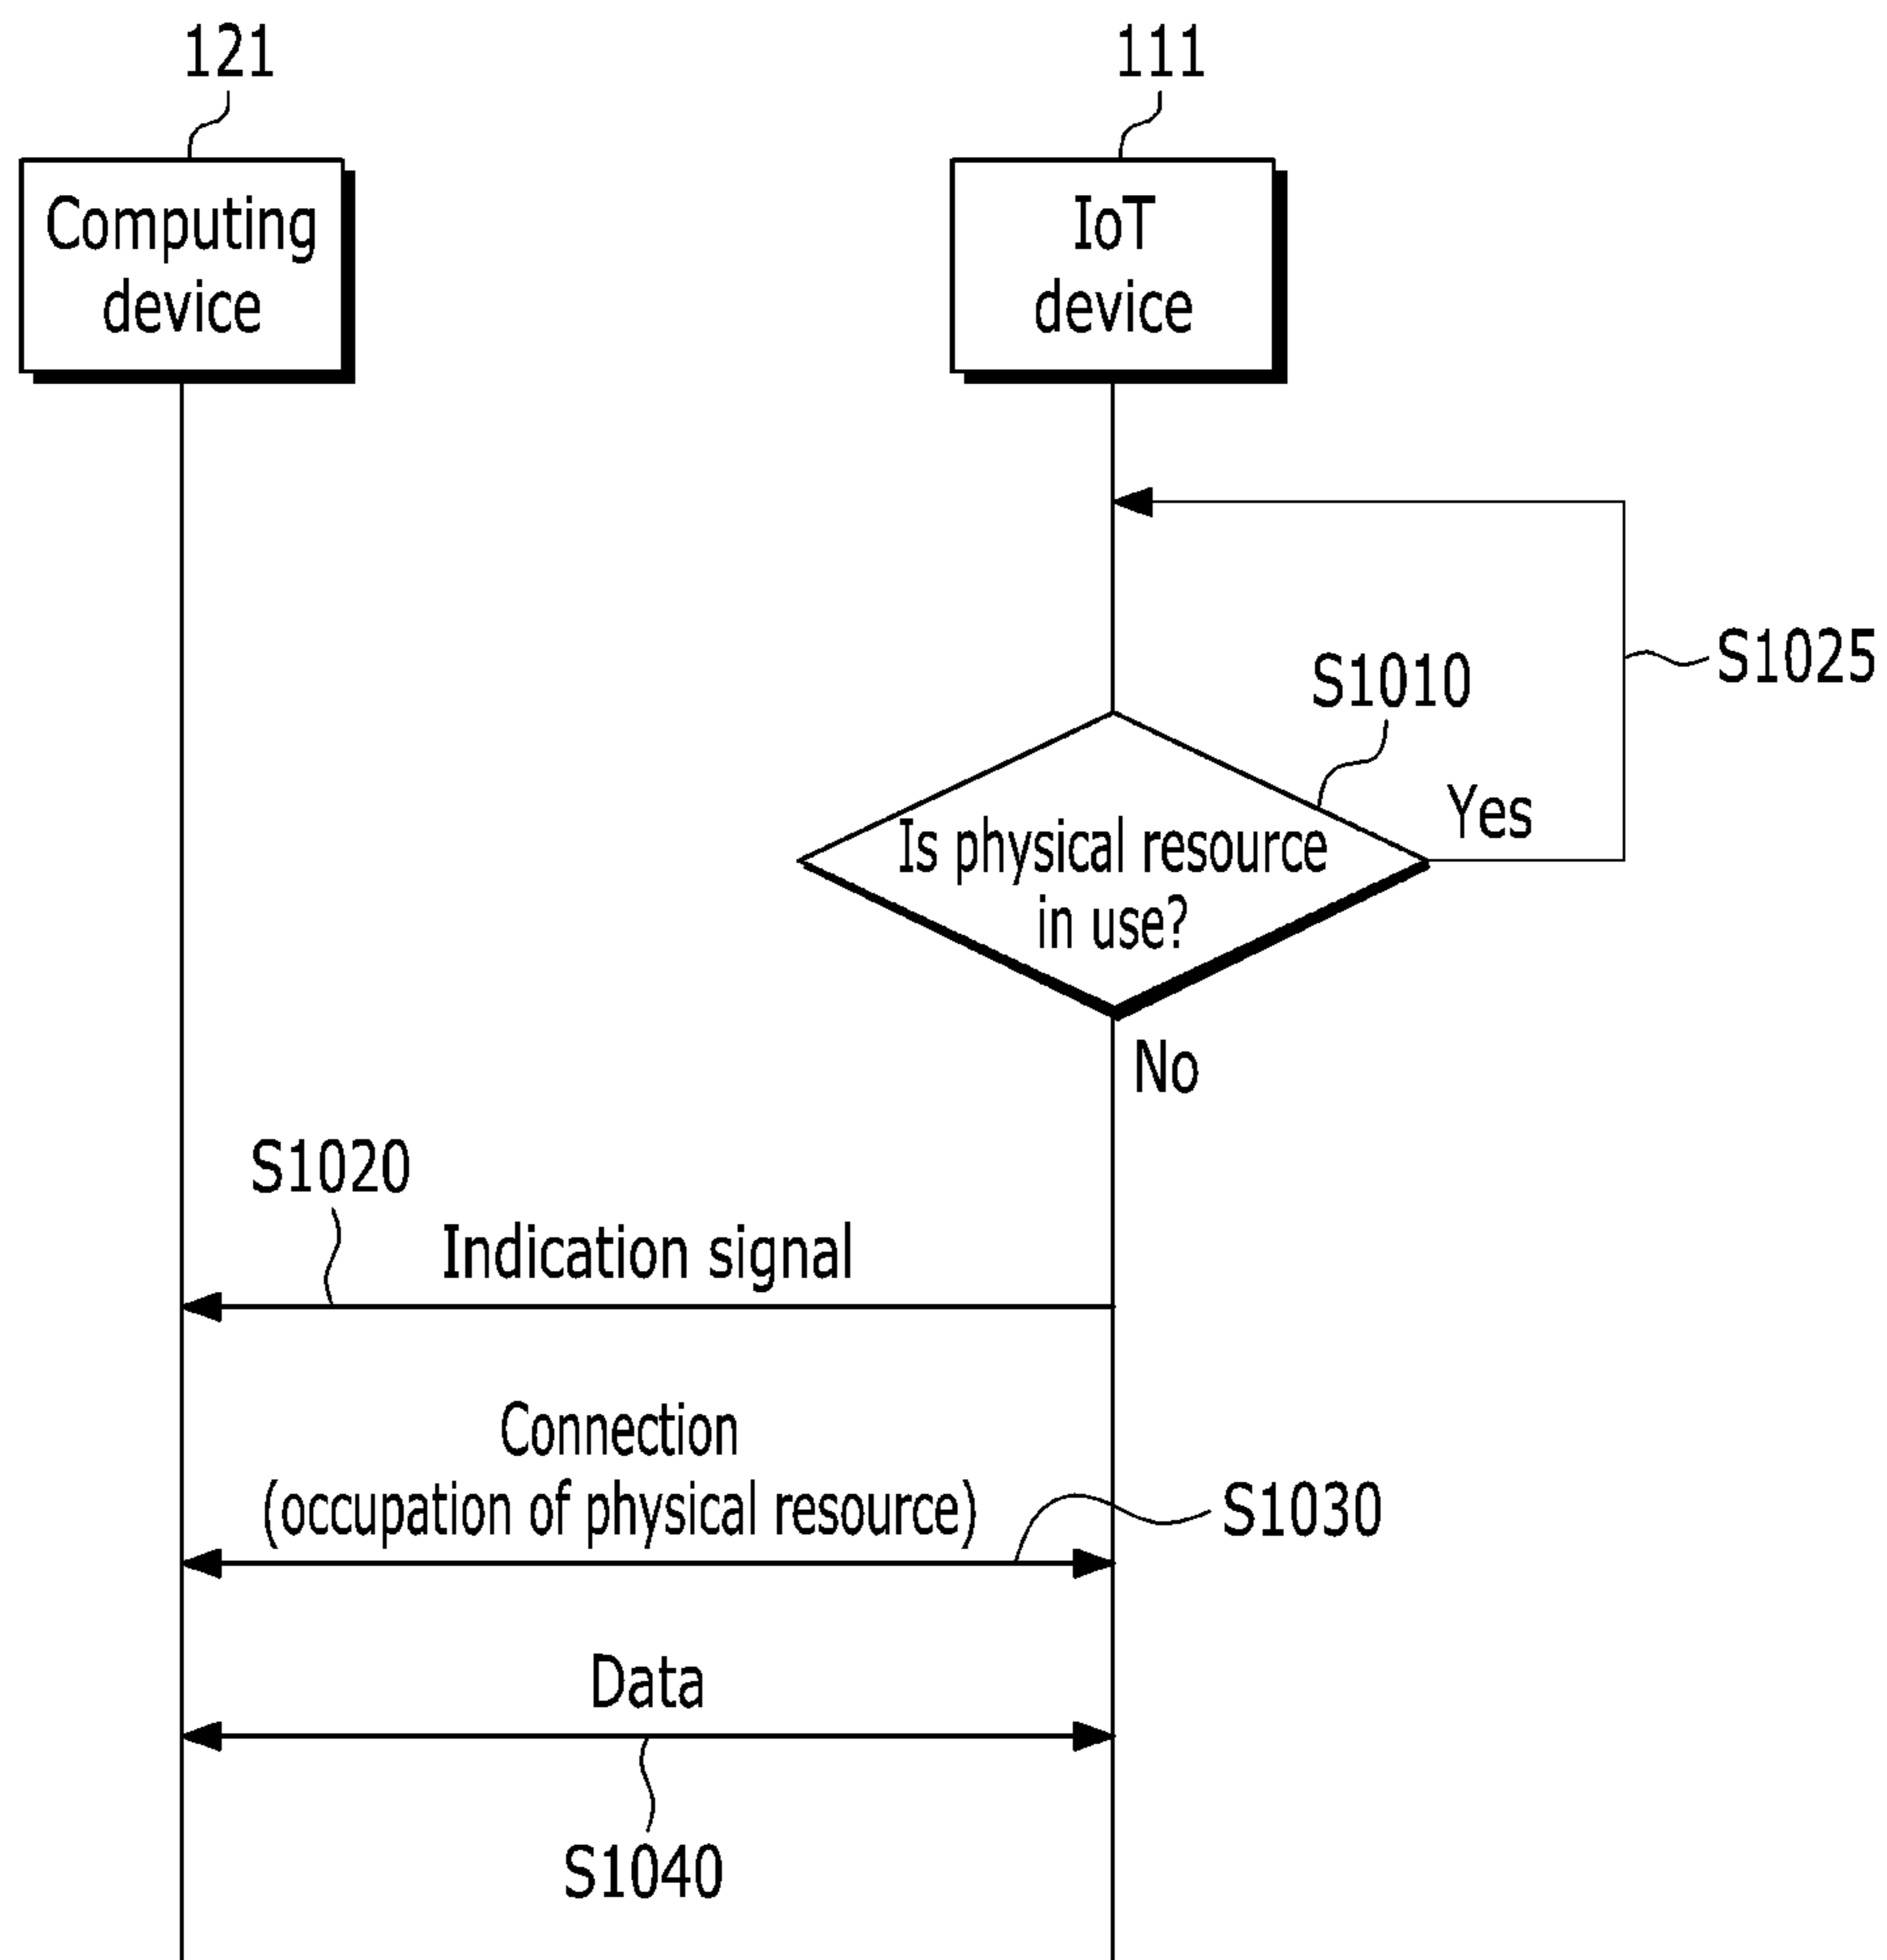 121
111
Computing
device
IoT
device
S1025
S1010
Yes
Is physical resource
in use?
No
S1020
Indication signal
Connection
(occupation of physical resource)
S1030
Data
S1040